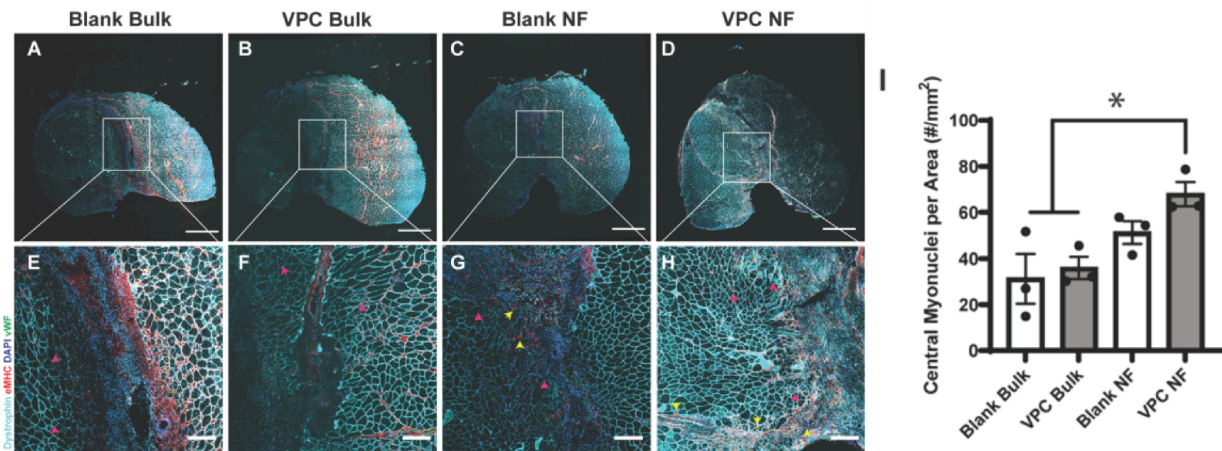 Blank Bulk
VPC Bulk
Blank NF
VPC NF
A
B
C
D
E
F
G
H
Dystrophin eMHC DAPI vWF
I
*
Central Myonuclei per Area (#/mm²)
100
80
60
40
20
0
Blank Bulk
VPC Bulk
Blank NF
VPC NF